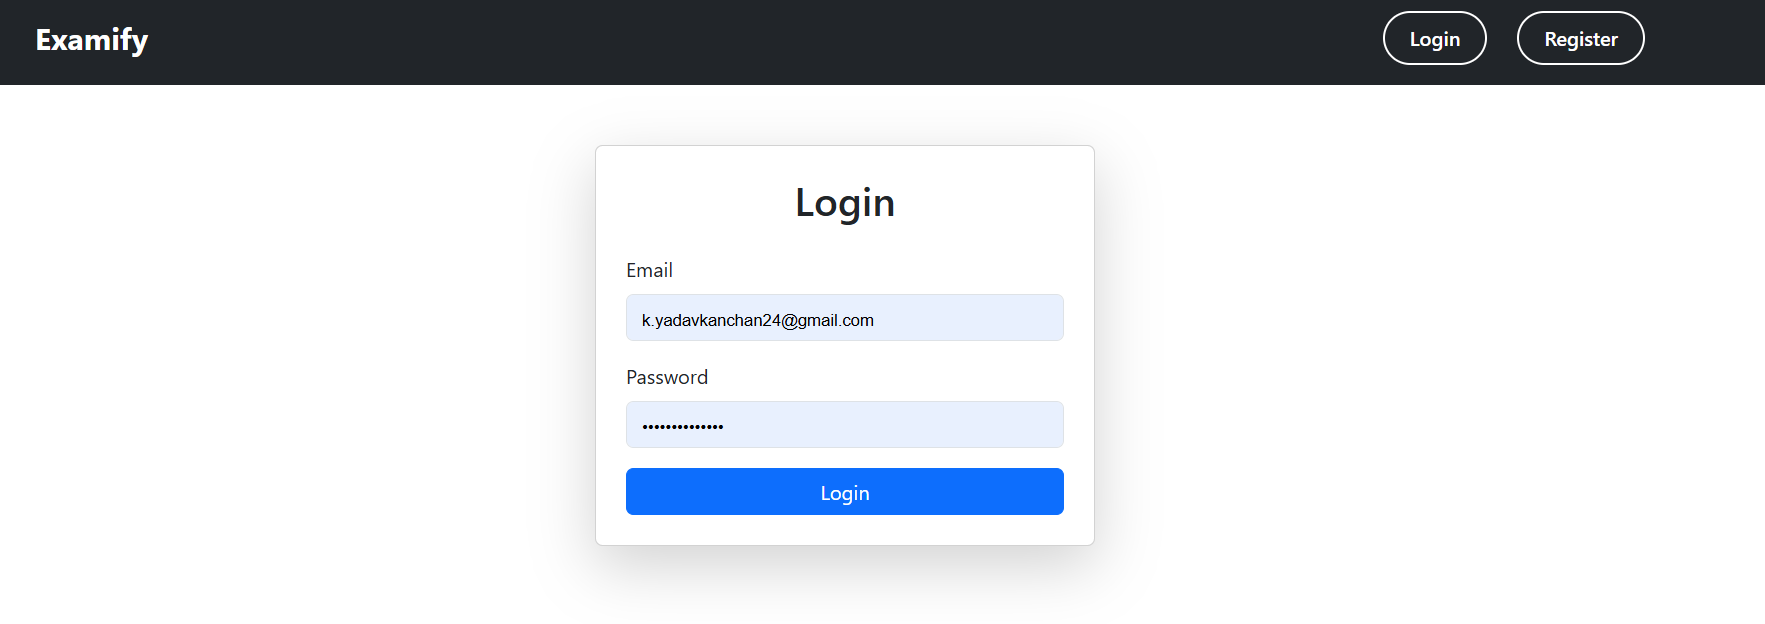 Examify
Login
Register
Login
Email
k.yadavkanchan24@gmail.com
Password
••••••••••••••
Login